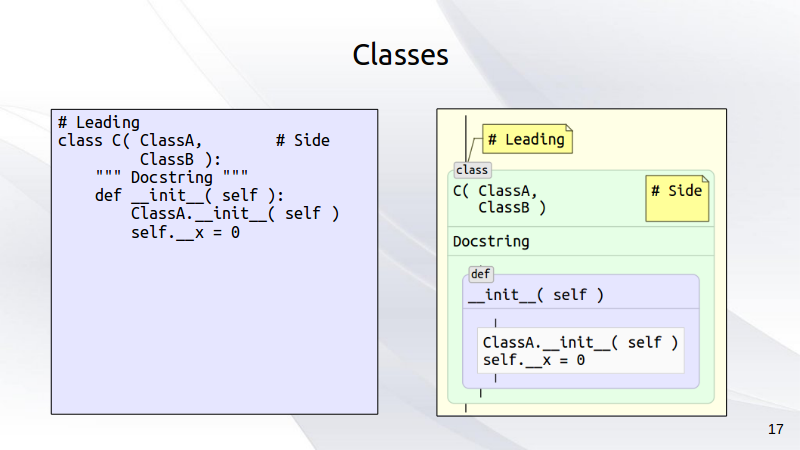 Classes
# Leading
class C( ClassA,        # Side
         ClassB ):
    """ Docstring """
    def __init__( self ):
        ClassA.__init__( self )
        self.__x = 0
# Leading
class
C( ClassA,
   ClassB )
# Side
Docstring
def
__init__( self )
ClassA.__init__( self )
self.__x = 0
17